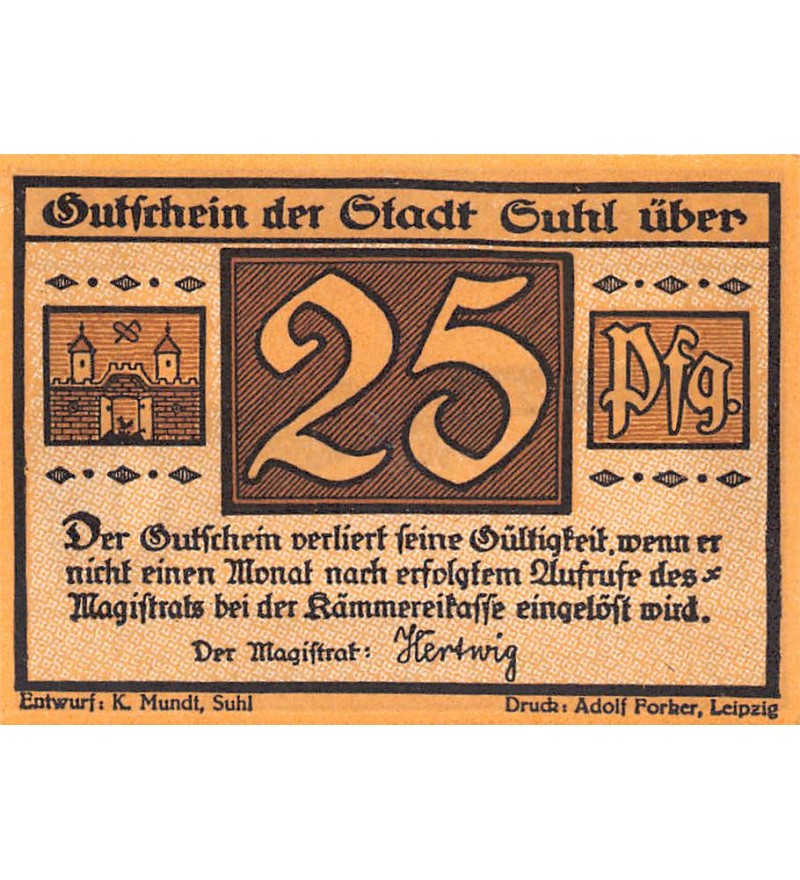 Gutschein der Stadt Suhl über
25
Pfg.
Der Gutschein verliert seine Gültigkeit, wenn er
nicht einen Monat nach erfolgtem Aufrufe des
Magistrats bei der Kämmereikasse eingelöst wird.
Der Magistrat: Hertwig
Entwurf: K. Mundt, Suhl
Druck: Adolf Forker, Leipzig